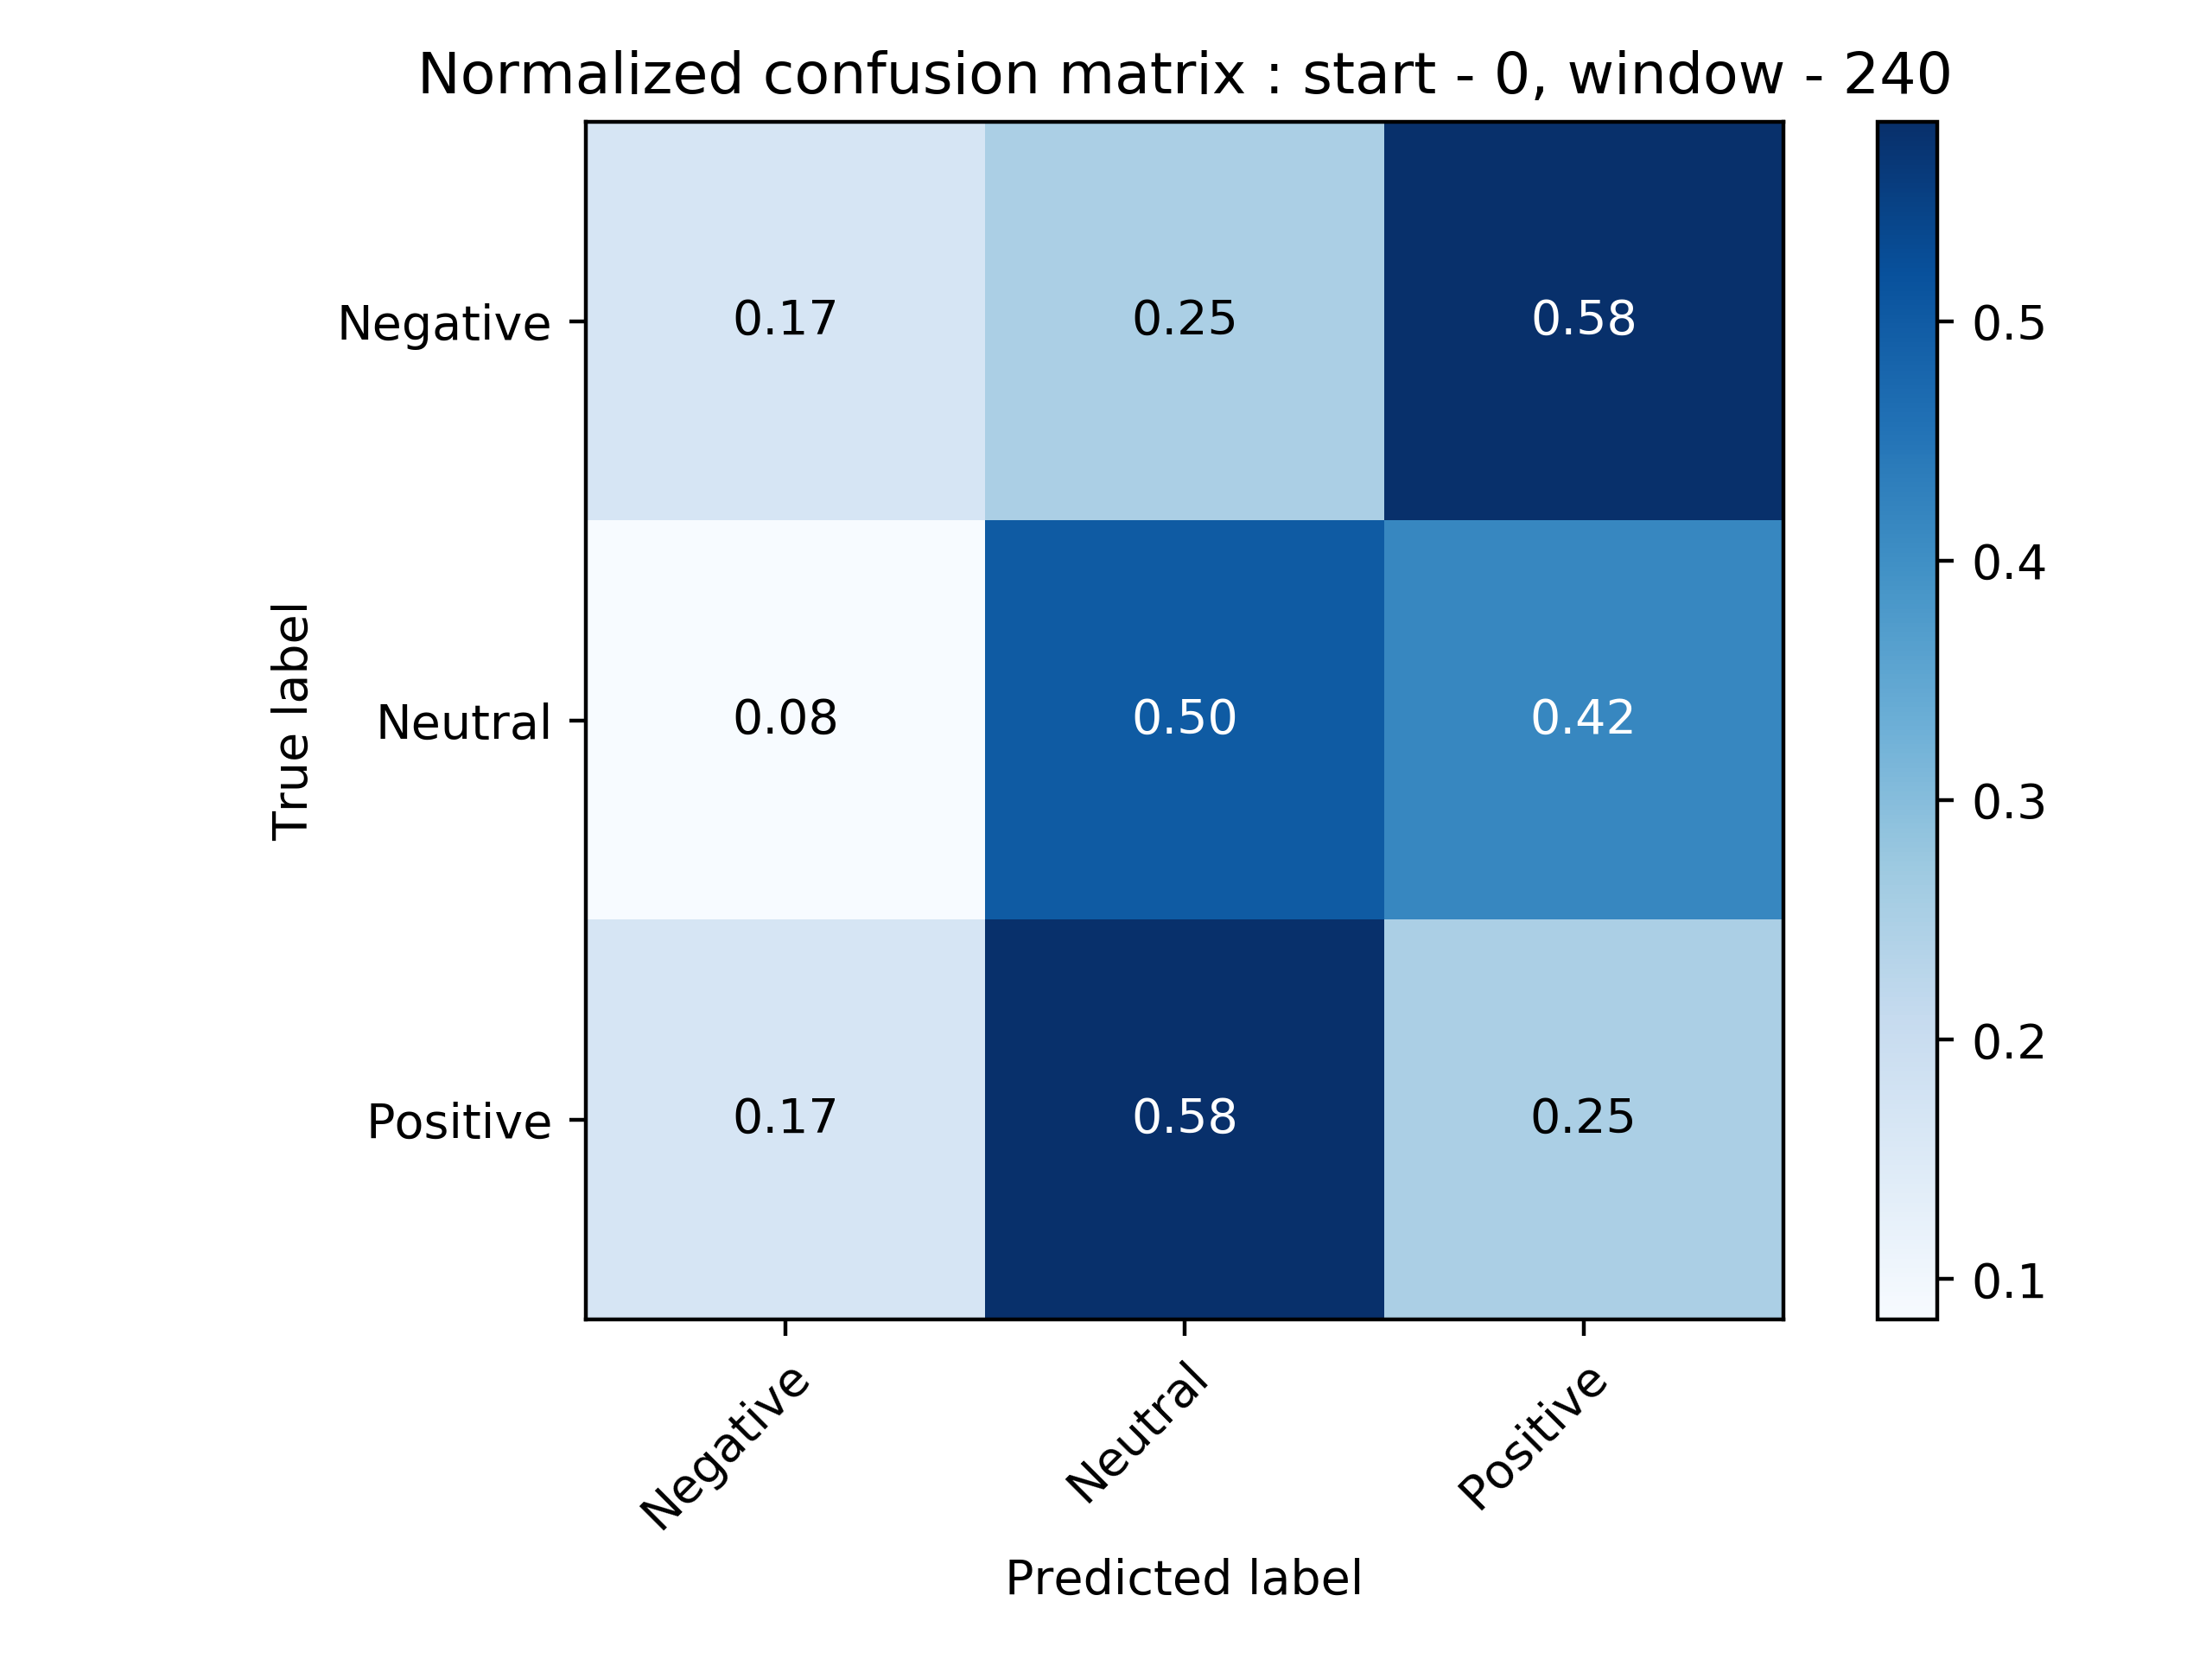 Normalized confusion matrix : start - 0, window - 240
True label
Negative
0.17
0.25
0.58
Neutral
0.08
0.50
0.42
Positive
0.17
0.58
0.25
Negative
Neutral
Positive
Predicted label
0.5
0.4
0.3
0.2
0.1